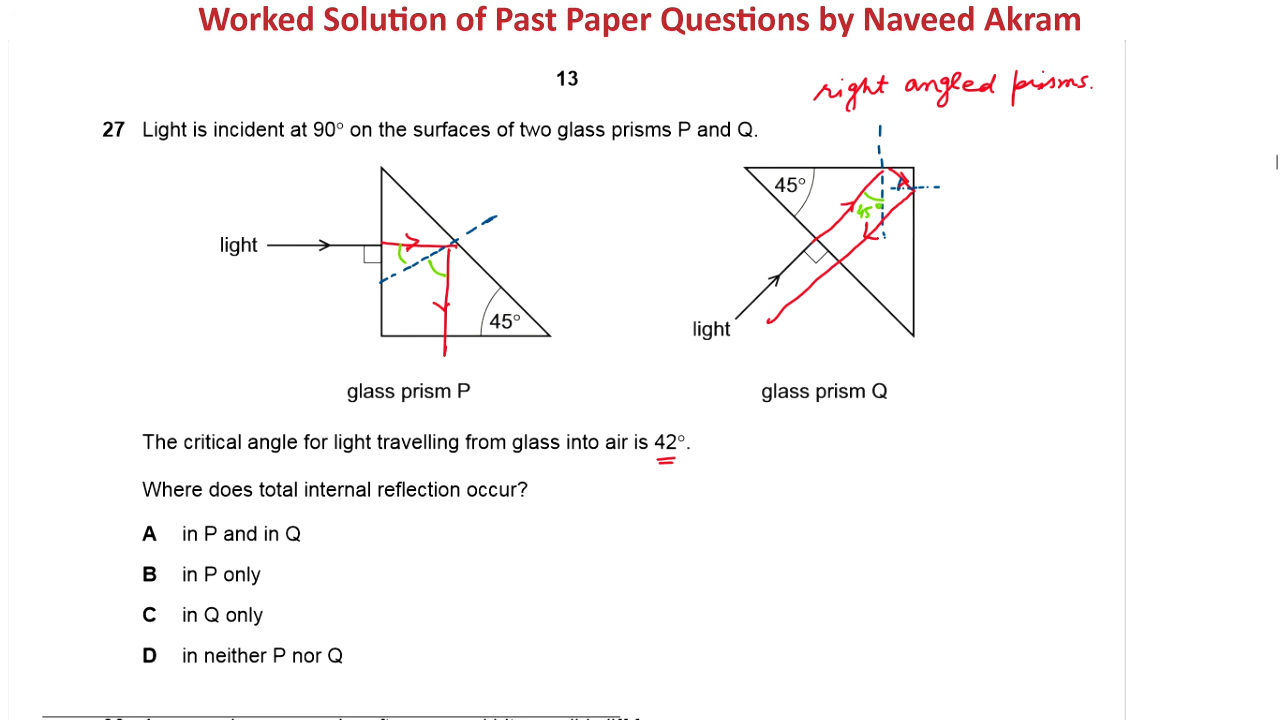 Worked Solution of Past Paper Questions by Naveed Akram
13
right angled prisms.
27 Light is incident at 90° on the surfaces of two glass prisms P and Q.
light
45°
glass prism P
45°
45°
light
glass prism Q
The critical angle for light travelling from glass into air is 42°.
Where does total internal reflection occur?
A in P and in Q
B in P only
C in Q only
D in neither P nor Q